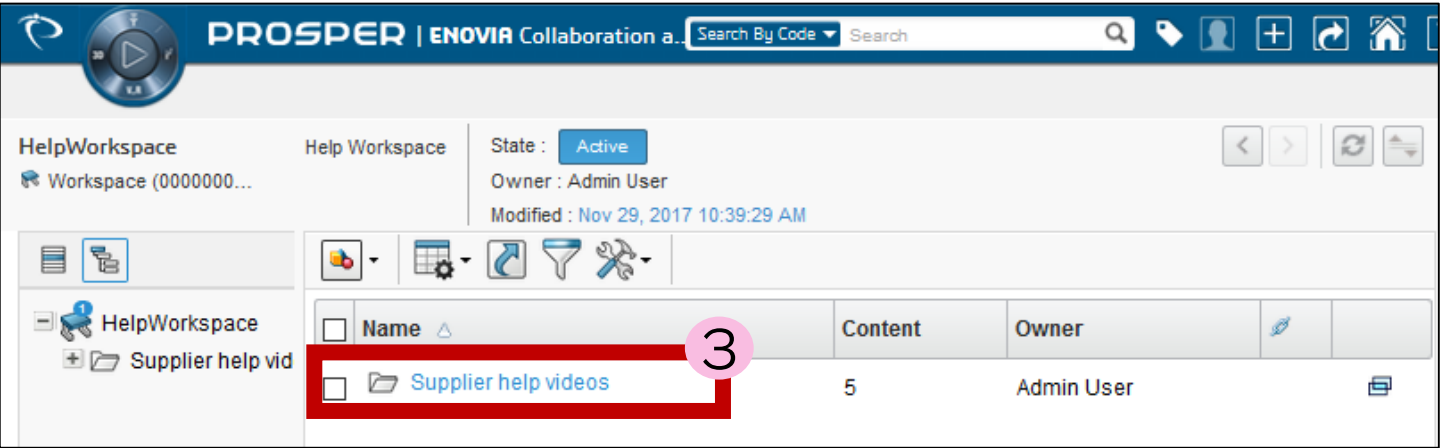 PROSPER | ENOVIA Collaboration a.. Search By Code Search
3D
V.R
HelpWorkspace Help Workspace State : Active
Workspace (0000000... Owner : Admin User
Modified : Nov 29, 2017 10:39:29 AM
1
HelpWorkspace Name Content Owner
3
Supplier help vid Supplier help videos 5 Admin User